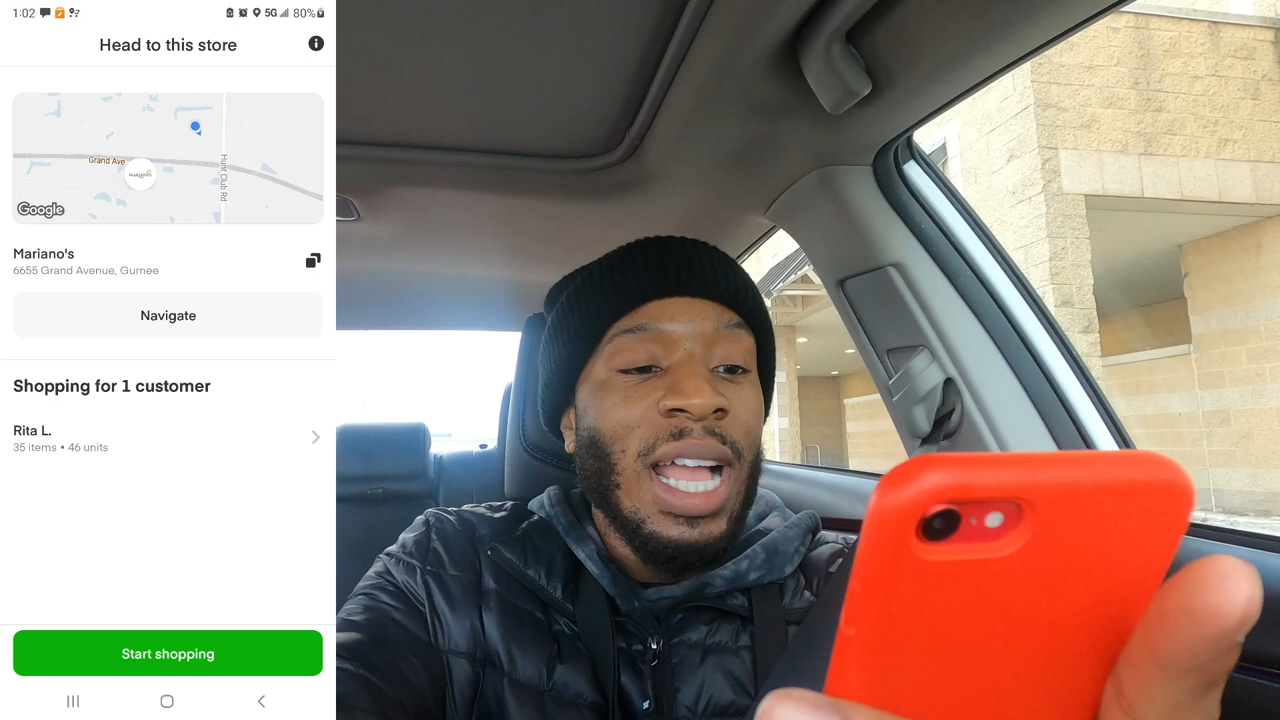 1:02
5G
80%
Head to this store
Grand Ave
Hunt Club Rd
Google
Mariano's
6655 Grand Avenue, Gurnee
Navigate
Shopping for 1 customer
Rita L.
35 items • 46 units
Start shopping